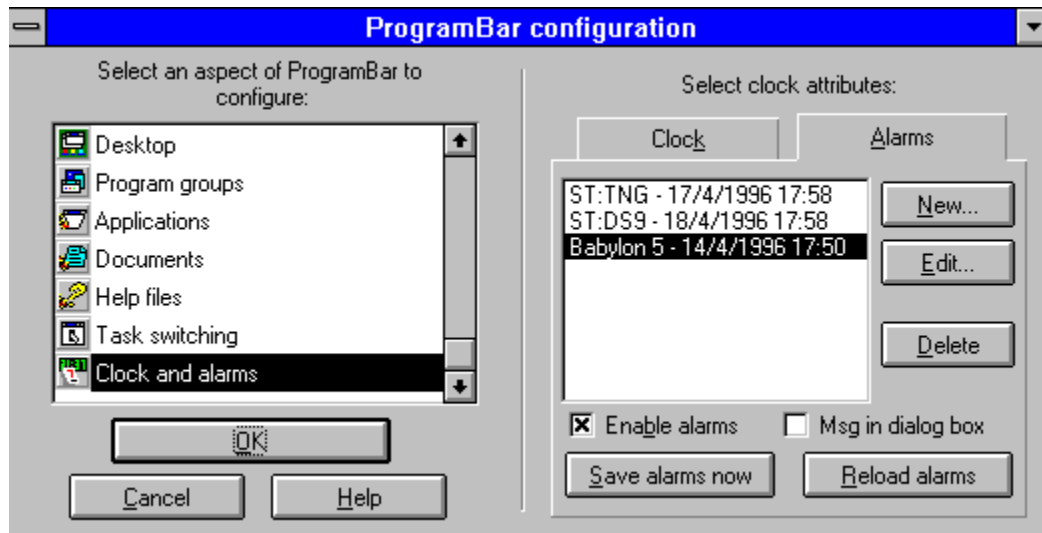 ProgramBar configuration
Select an aspect of ProgramBar to
configure:
Desktop
Program groups
Applications
Documents
Help files
Task switching
Clock and alarms
OK
Cancel
Help
Select clock attributes:
Clock
Alarms
ST:TNG - 17/4/1996 17:58
ST:DS9 - 18/4/1996 17:58
Babylon 5 - 14/4/1996 17:50
New...
Edit...
Delete
Enable alarms
Msg in dialog box
Save alarms now
Reload alarms